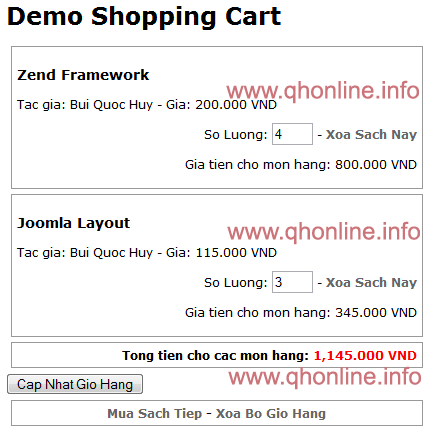 Demo Shopping Cart
Zend Framework
www.qhonline.info
Tac gia: Bui Quoc Huy - Gia: 200.000 VND
So Luong: 4 - Xoa Sach Nay
Gia tien cho mon hang: 800.000 VND
Joomla Layout
www.qhonline.info
Tac gia: Bui Quoc Huy - Gia: 115.000 VND
So Luong: 3 - Xoa Sach Nay
Gia tien cho mon hang: 345.000 VND
Tong tien cho cac mon hang: 1,145.000 VND
Cap Nhat Gio Hang
www.qhonline.info
Mua Sach Tiep - Xoa Bo Gio Hang